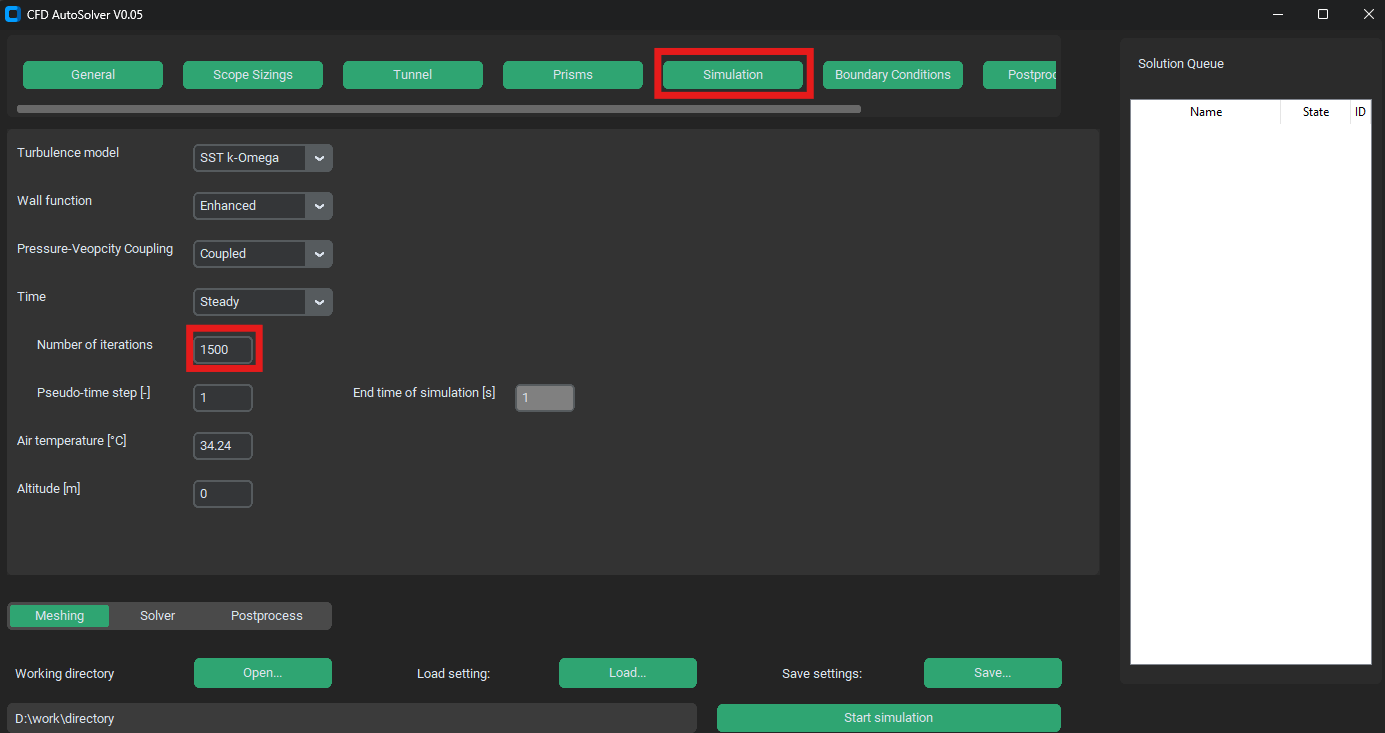 CFD AutoSolver V0.05
General Scope Sizings Tunnel Prisms Simulation Boundary Conditions Postproc
Turbulence model SST k-Omega
Wall function Enhanced
Pressure-Veopcity Coupling Coupled
Time Steady
Number of iterations 1500
Pseudo-time step [-] 1 End time of simulation [s] 1
Air temperature [°C] 34.24
Altitude [m] 0
Meshing Solver Postprocess
Working directory Open... Load setting: Load... Save settings: Save...
D:\work\directory Start simulation
Solution Queue
Name State ID